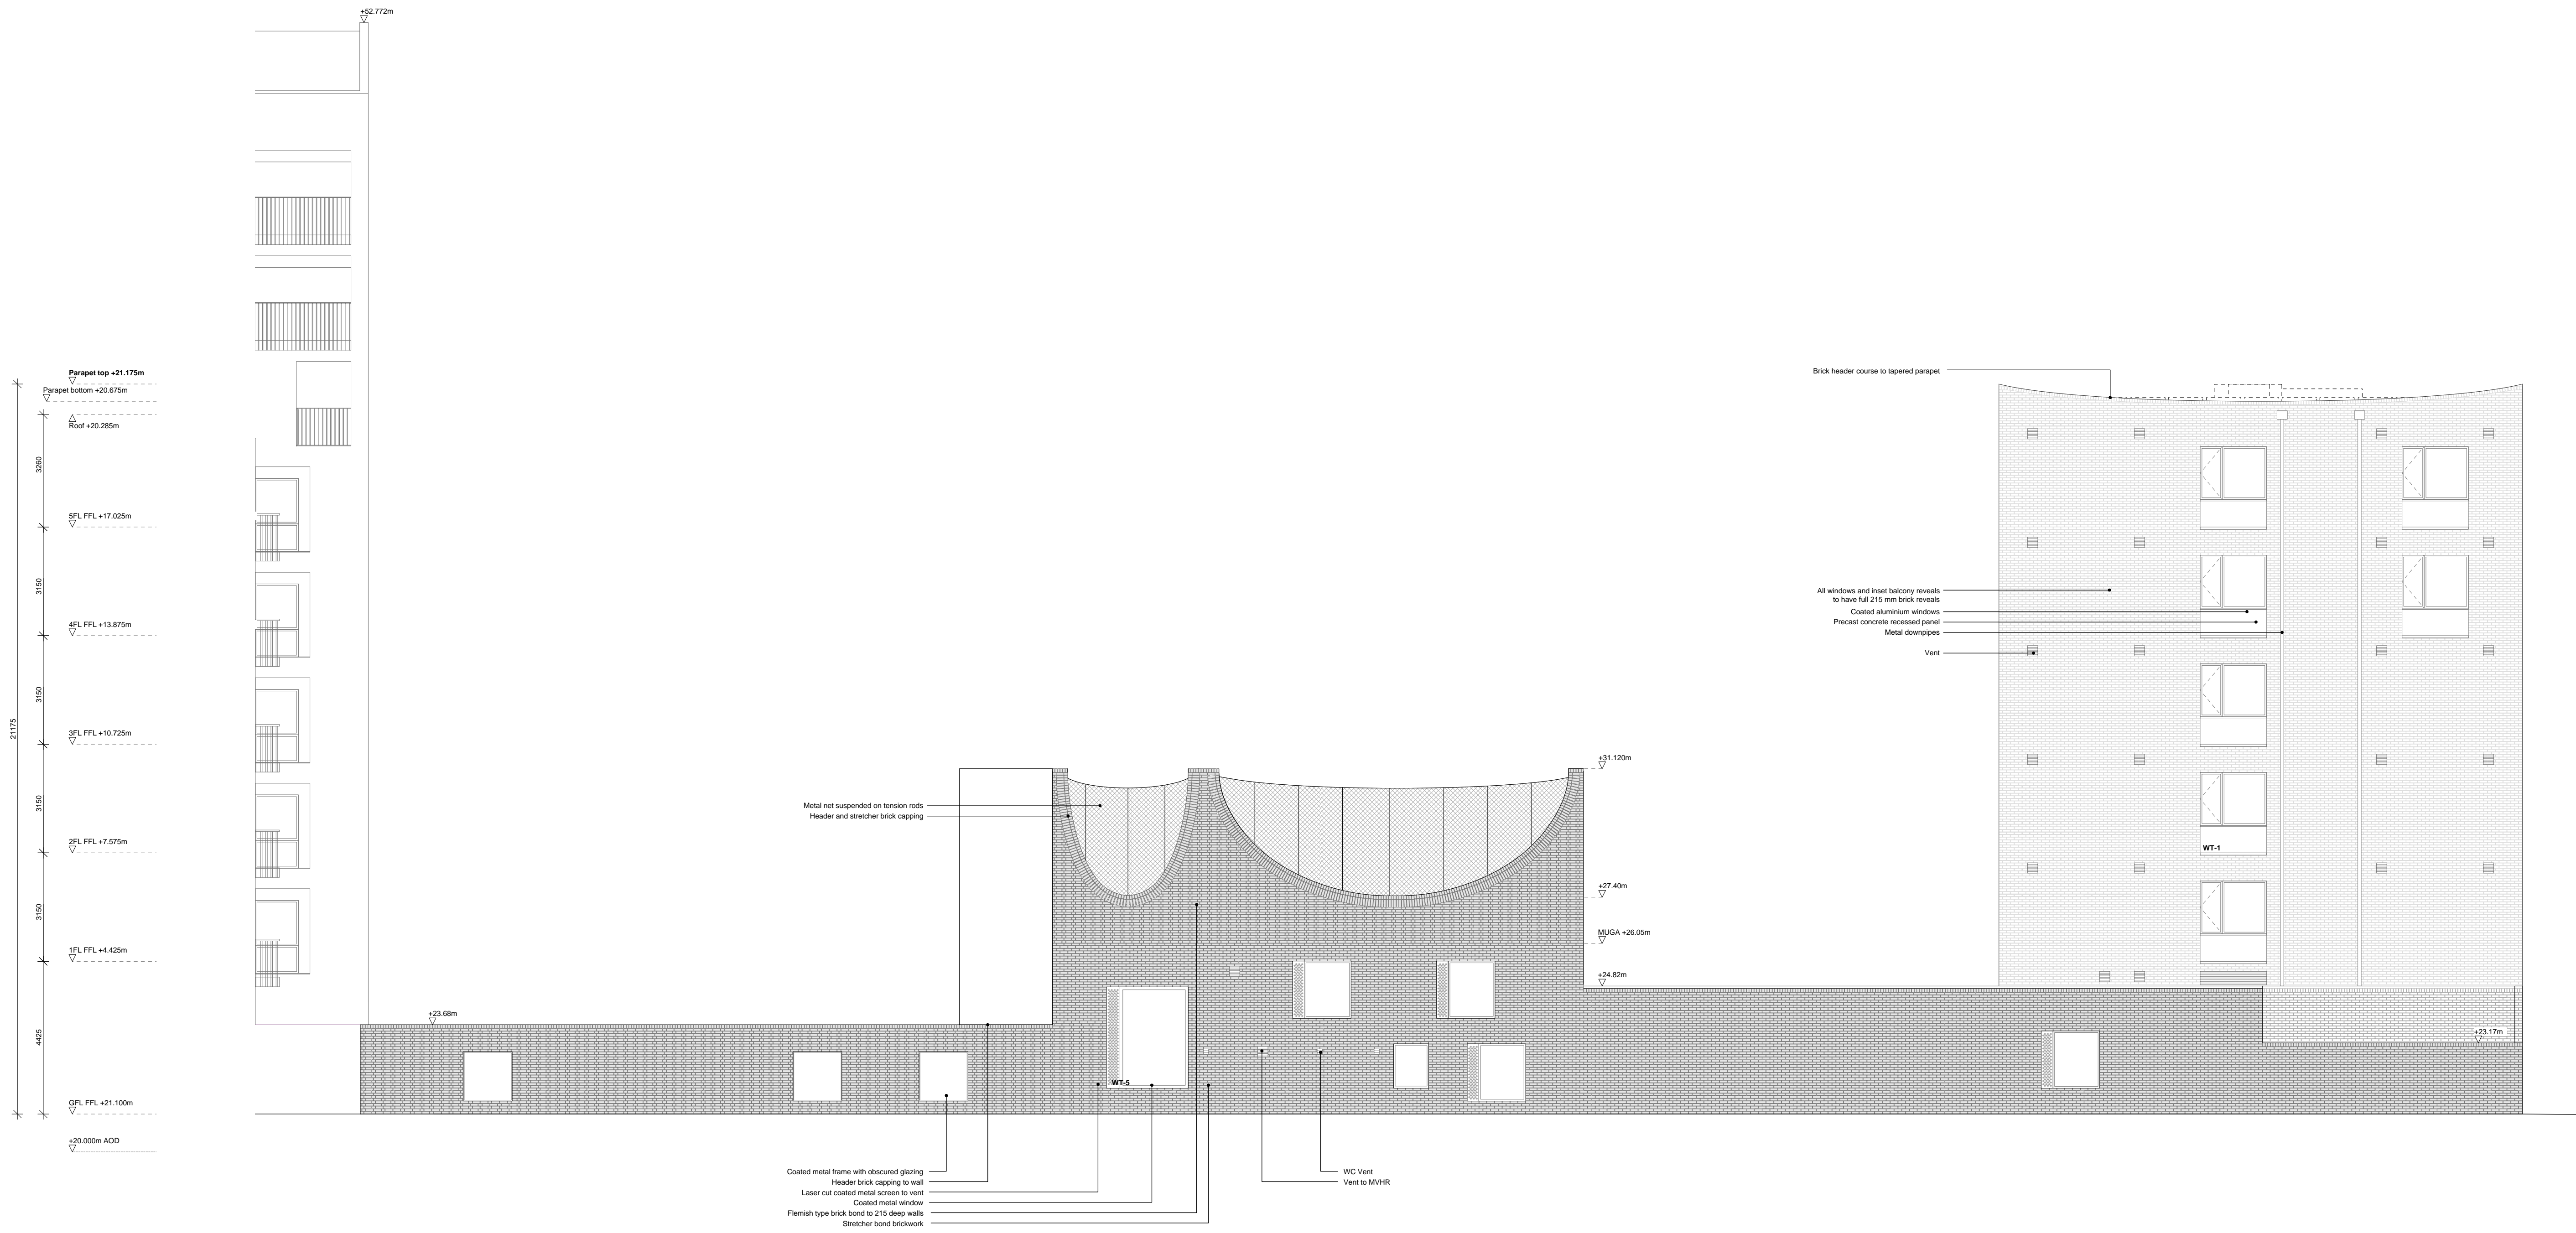 +52.772m
Parapet top +21.175m
Parapet bottom +20.675m
Roof +20.285m
3260
5FL FFL +17.025m
3150
4FL FFL +13.875m
3150
3FL FFL +10.725m
21175
3150
2FL FFL +7.575m
3150
1FL FFL +4.425m
4425
GFL FFL +21.100m
+20.000m AOD
+23.68m
Metal net suspended on tension rods
Header and stretcher brick capping
+31.120m
+27.40m
MUGA +26.05m
+24.82m
WT-5
Coated metal frame with obscured glazing
Header brick capping to wall
Laser cut coated metal screen to vent
Coated metal window
Flemish type brick bond to 215 deep walls
Stretcher bond brickwork
WC Vent
Vent to MVHR
Brick header course to tapered parapet
All windows and inset balcony reveals
to have full 215 mm brick reveals
Coated aluminium windows
Precast concrete recessed panel
Metal downpipes
Vent
WT-1
+23.17m